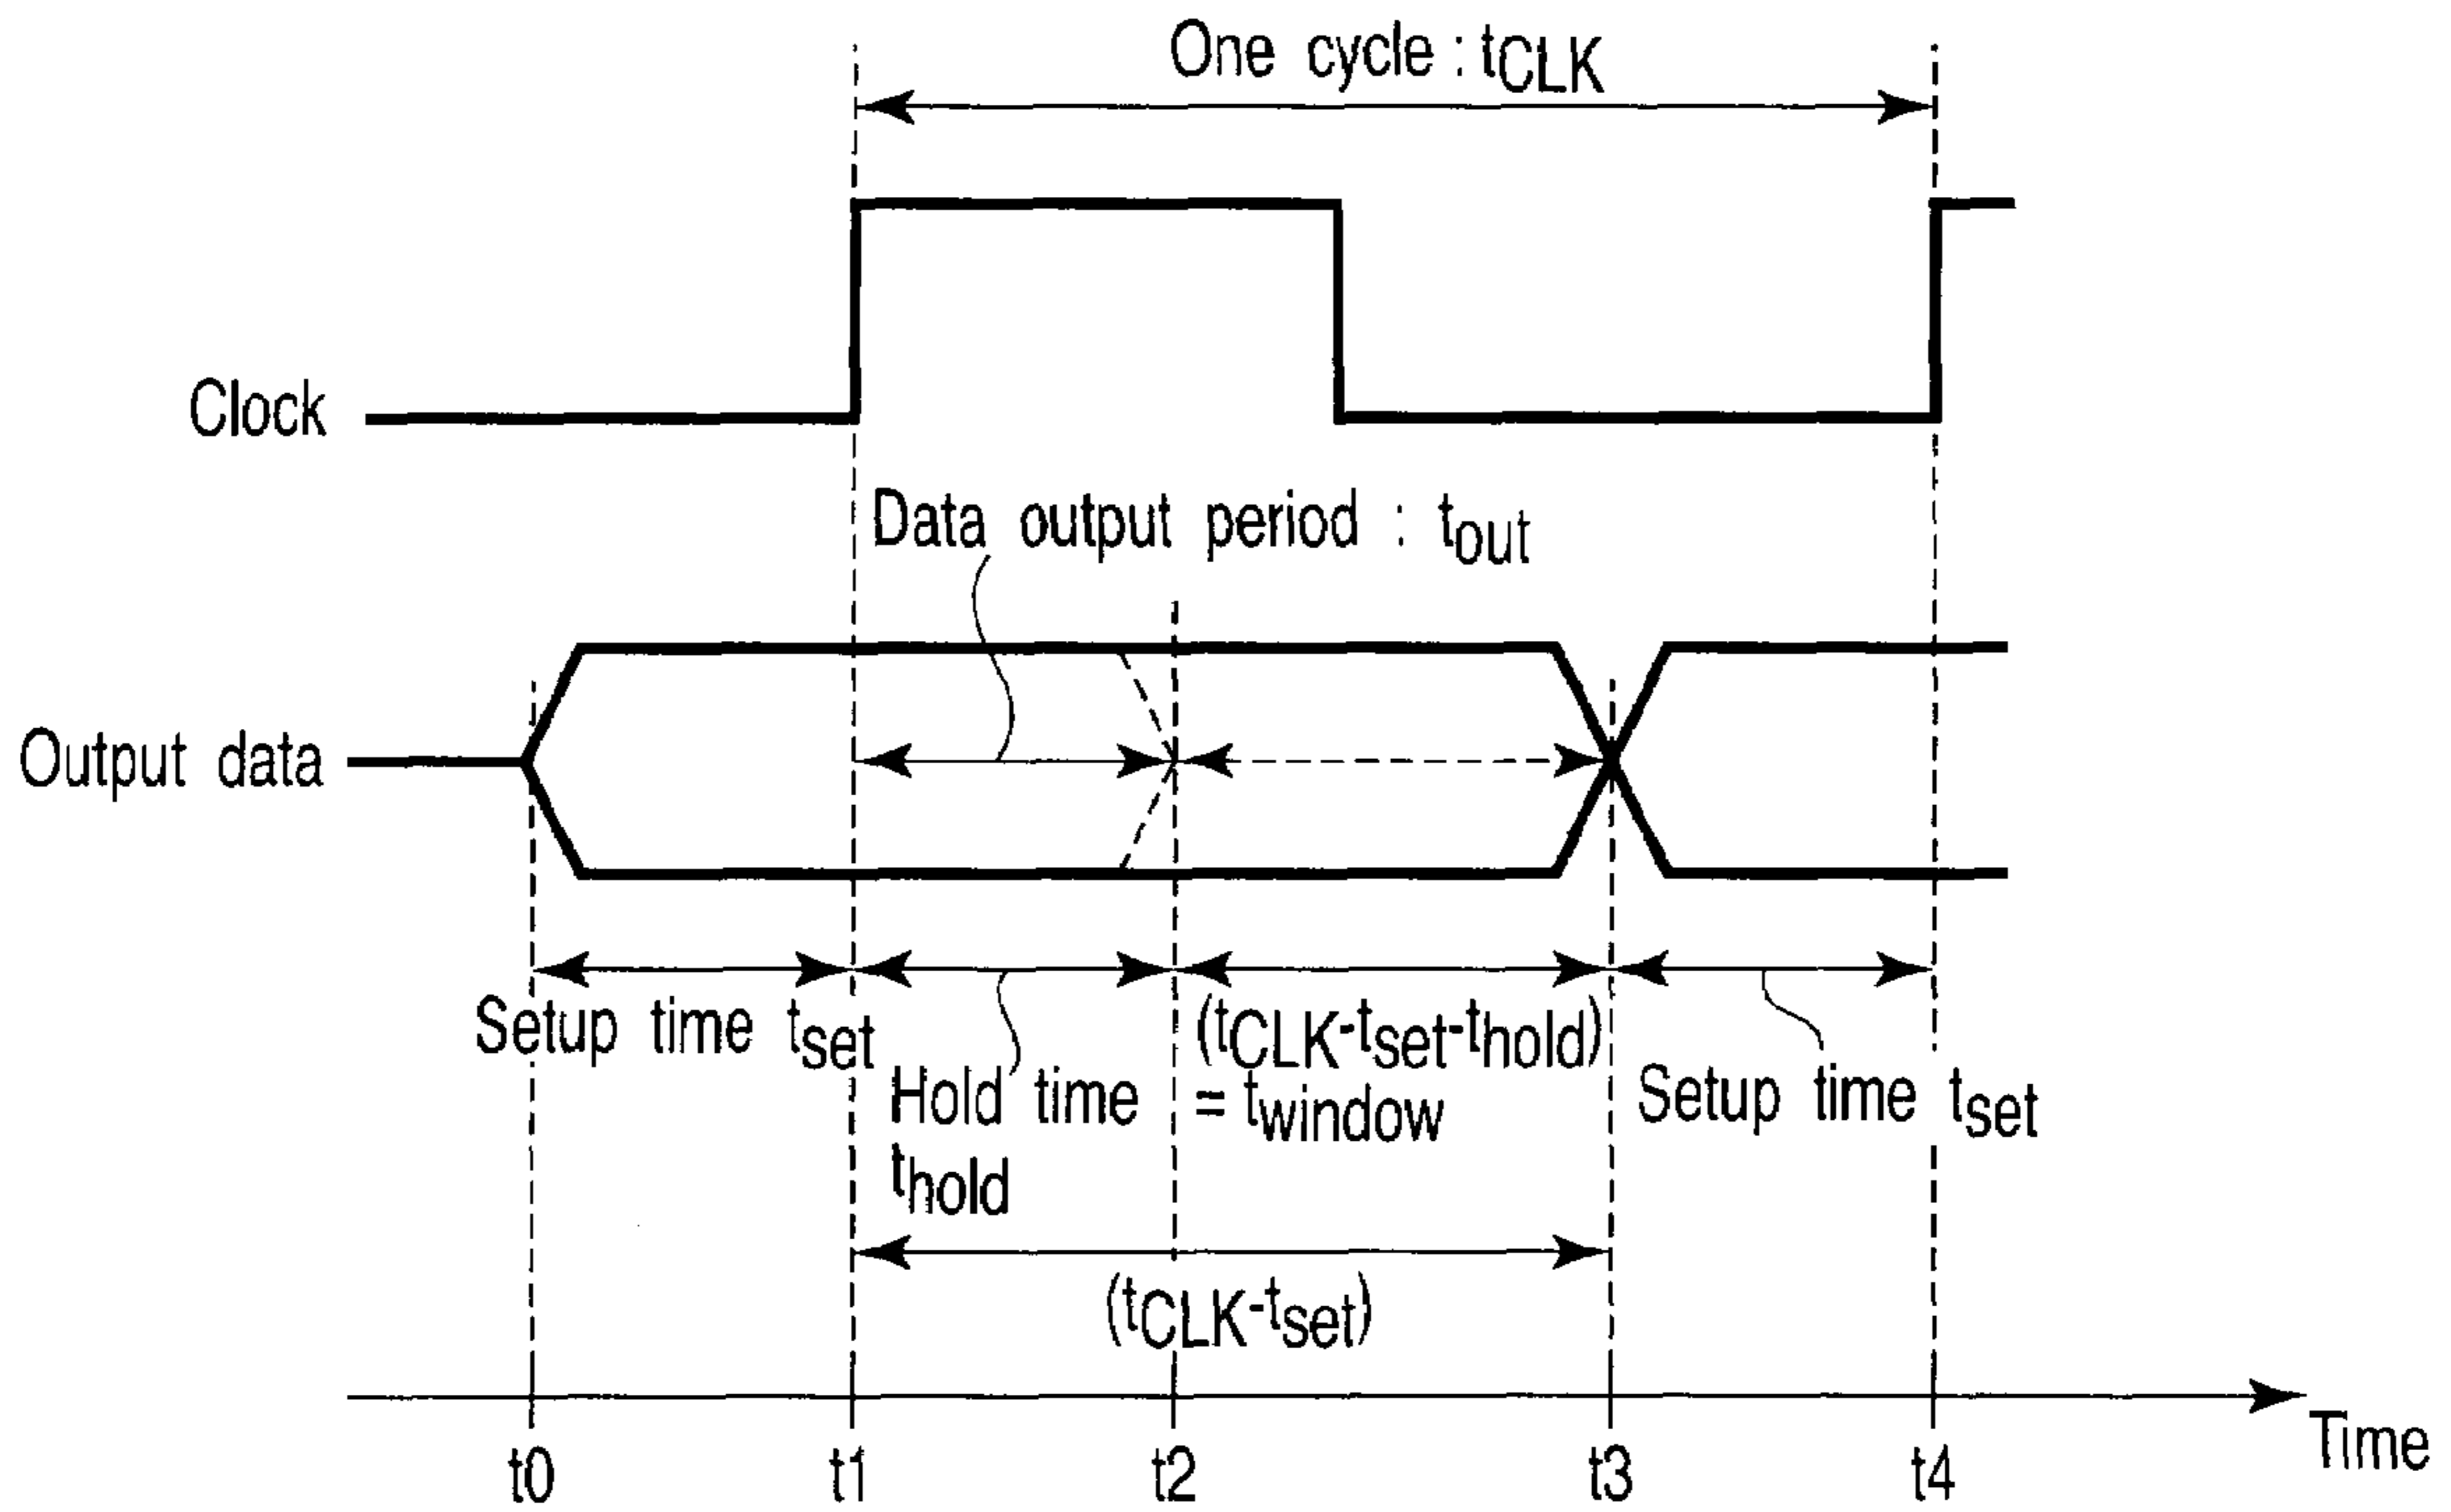 One cycle : tCLK
Clock
Data output period : tout
Output data
Setup time tset
(tCLK-tset-thold)
= twindow
Hold time
thold
Setup time tset
(tCLK-tset)
Time
t0 t1 t2 t3 t4